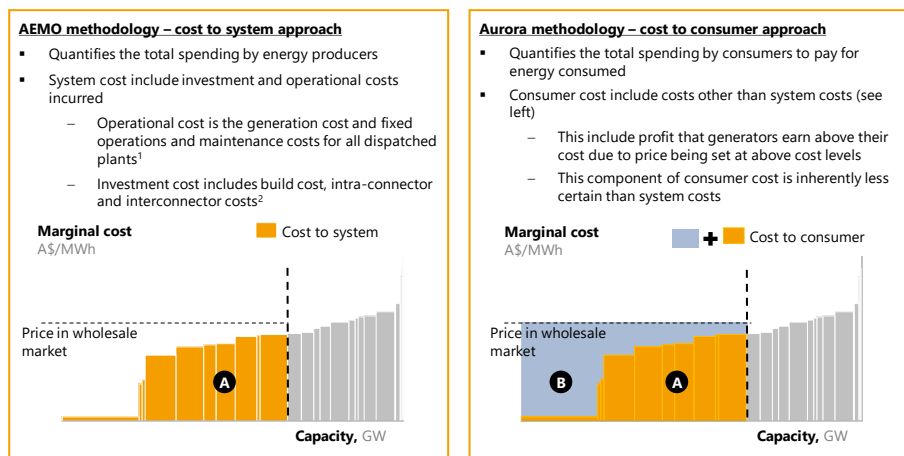 AEMO methodology – cost to system approach
▪ Quantifies the total spending by energy producers
▪ System cost include investment and operational costs
incurred
– Operational cost is the generation cost and fixed
operations and maintenance costs for all dispatched
plants1
– Investment cost includes build cost, intra-connector
and interconnector costs2
Marginal cost
A$/MWh
Cost to system
Price in wholesale
market
A
Capacity, GW
Aurora methodology – cost to consumer approach
▪ Quantifies the total spending by consumers to pay for
energy consumed
▪ Consumer cost include costs other than system costs (see
left)
– This include profit that generators earn above their
cost due to price being set at above cost levels
– This component of consumer cost is inherently less
certain than system costs
Marginal cost
A$/MWh
+ Cost to consumer
Price in wholesale
market
B
A
Capacity, GW